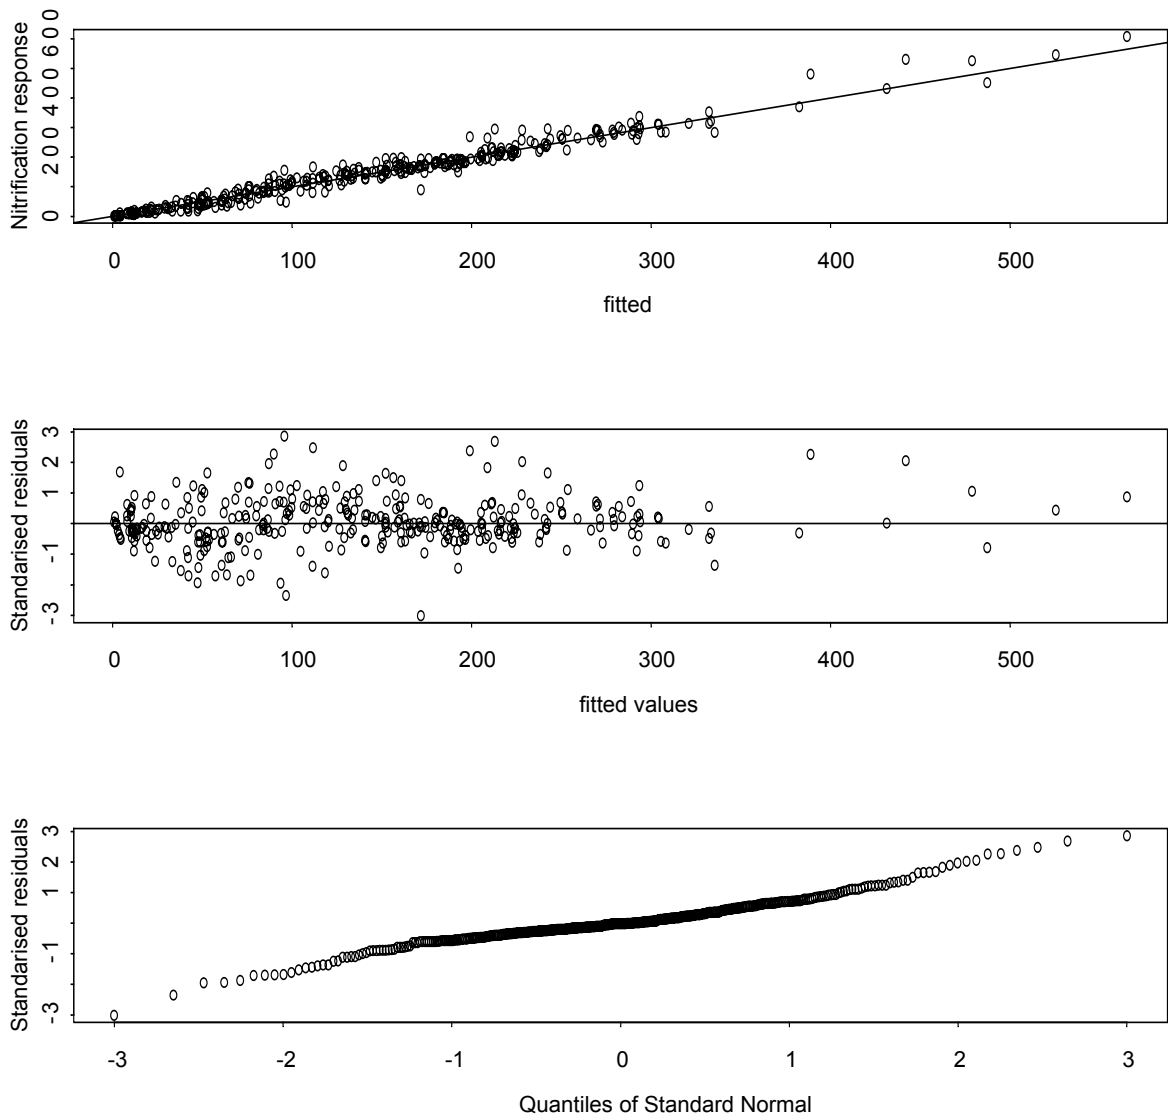 Nitrification response
0 200 400 600
0 100 200 300 400 500
fitted
Standarised residuals
-3 -1 1 2 3
0 100 200 300 400 500
fitted values
Standarised residuals
-3 -1 1 2 3
-3 -2 -1 0 1 2 3
Quantiles of Standard Normal